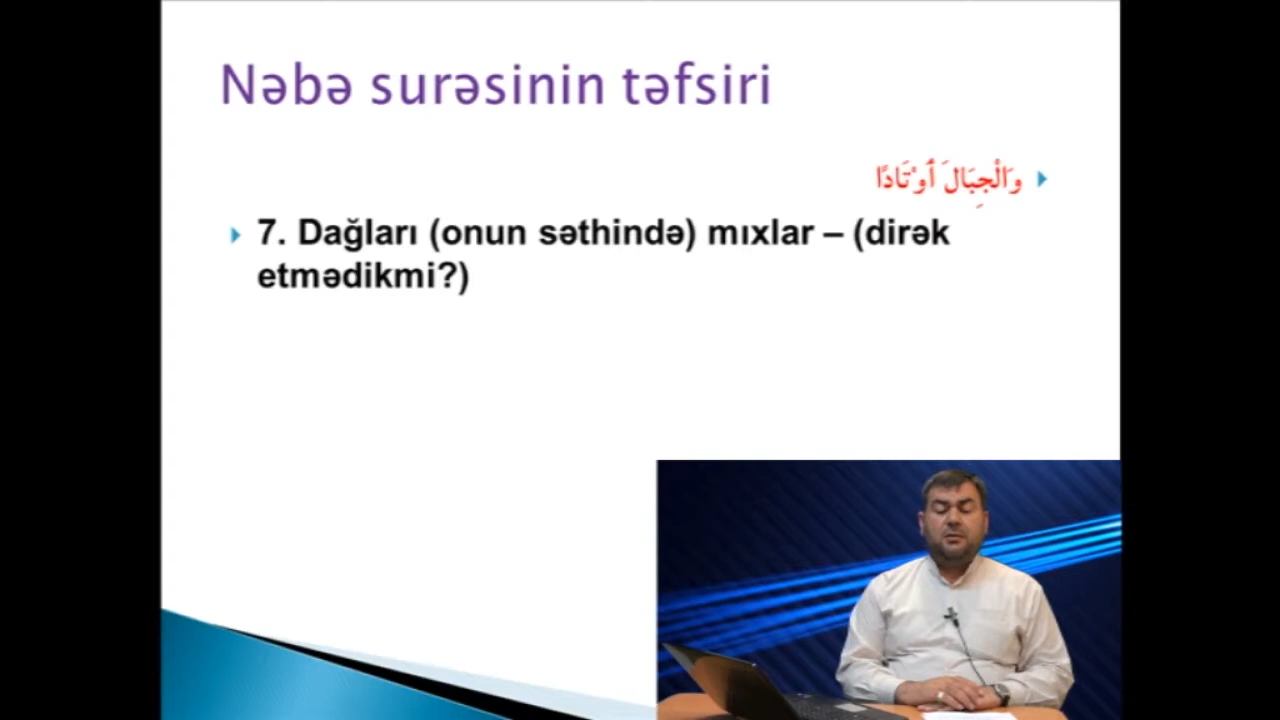 Nəbə surəsinin təfsiri
وَالْجِبَالَ أَوْتَادًا
7. Dağları (onun səthində) mıxlar – (dirək
etmədikmi?)